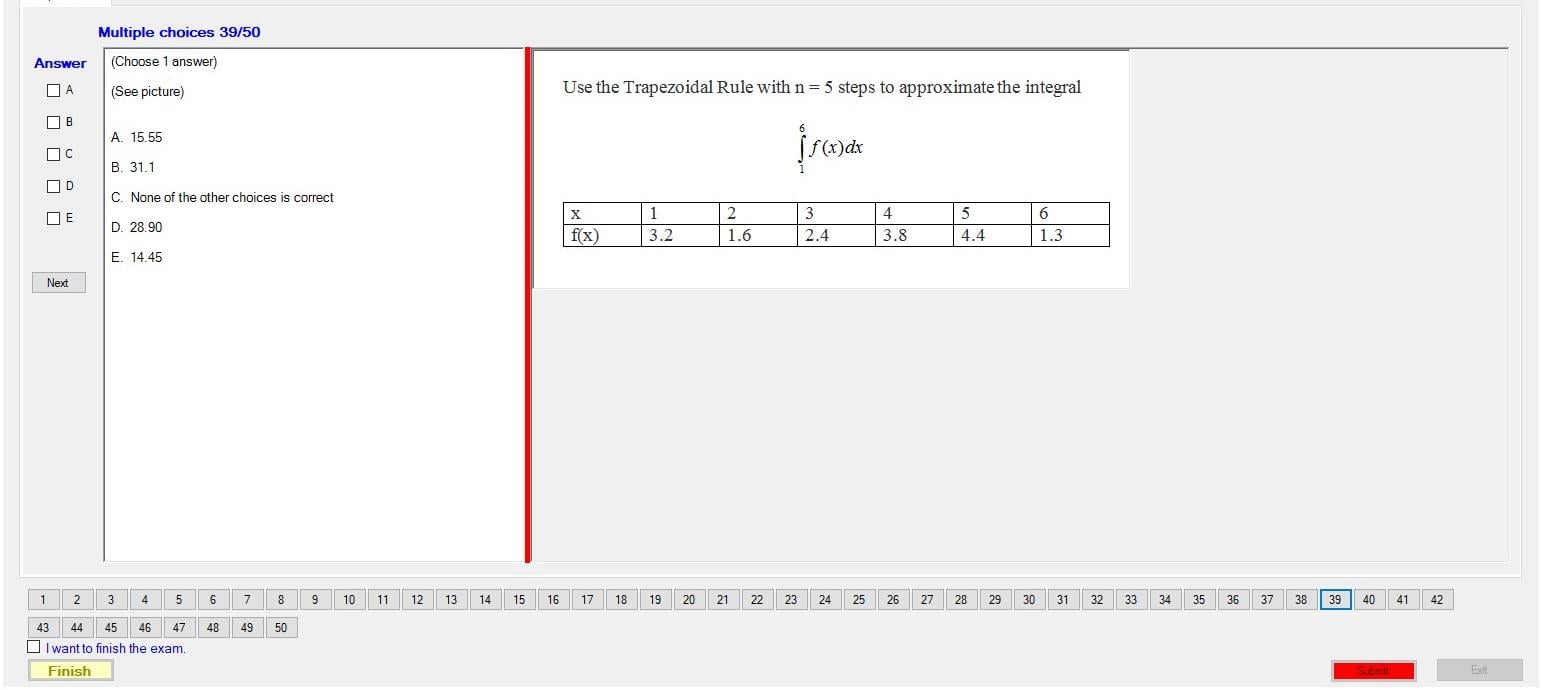 Multiple choices 39/50
Answer
A
B
C
D
E
Next
(Choose 1 answer)
(See picture)
A. 15.55
B. 31.1
C. None of the other choices is correct
D. 28.90
E. 14.45
Use the Trapezoidal Rule with n = 5 steps to approximate the integral
6
∫ f(x)dx
1
x 1 2 3 4 5 6
f(x) 3.2 1.6 2.4 3.8 4.4 1.3
1 2 3 4 5 6 7 8 9 10 11 12 13 14 15 16 17 18 19 20 21 22 23 24 25 26 27 28 29 30 31 32 33 34 35 36 37 38 39 40 41 42
43 44 45 46 47 48 49 50
I want to finish the exam.
Finish
Submit
Exit